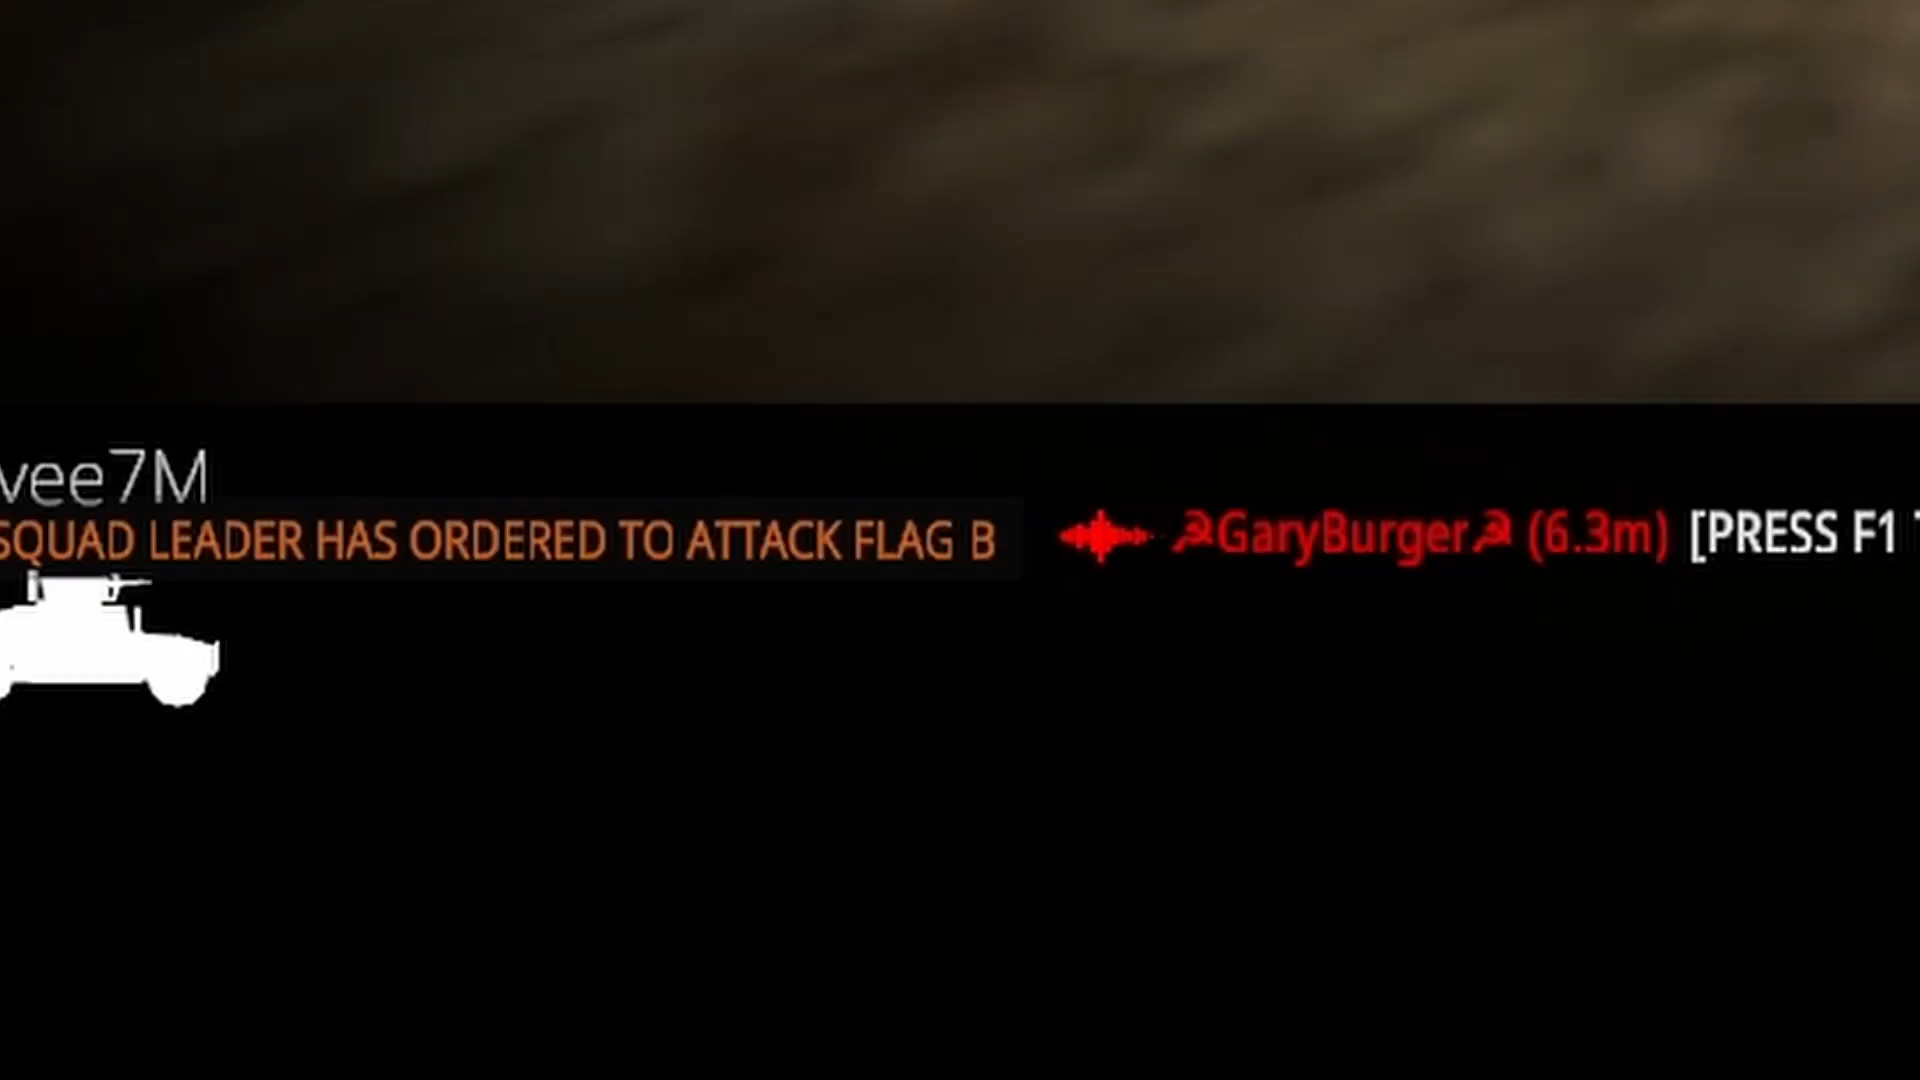 vee7M
SQUAD LEADER HAS ORDERED TO ATTACK FLAG B
☭GaryBurger☭ (6.3m) [PRESS F1